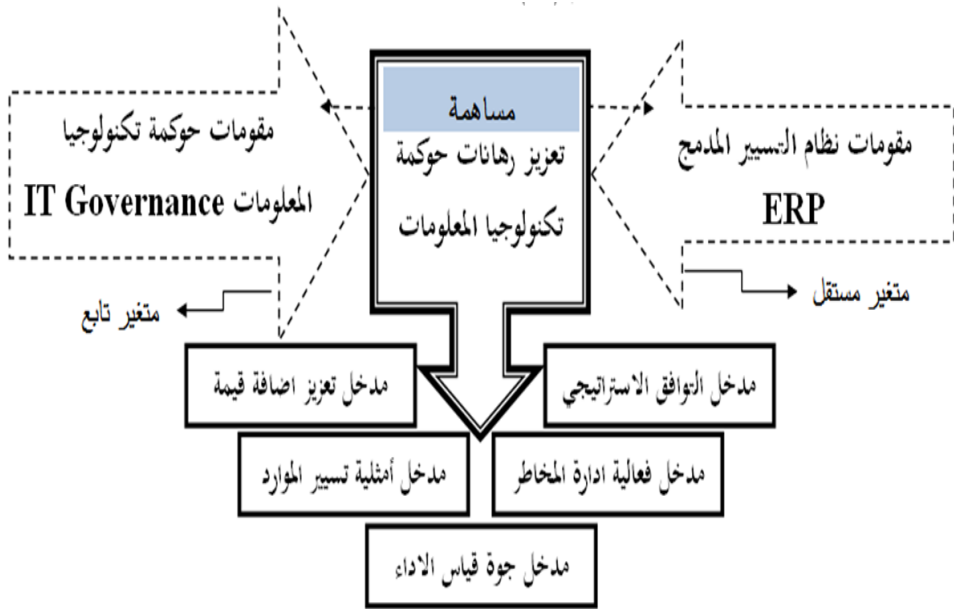 مساهمة
تعزيز رهانات حوكمة
تكنولوجيا المعلومات
مقومات نظام التسيير المدمج
ERP
متغير مستقل
مقومات حوكمة تكنولوجيا
المعلومات IT Governance
متغير تابع
مدخل التوافق الاستراتيجي
مدخل تعزيز اضافة قيمة
مدخل فعالية ادارة المخاطر
مدخل أمثلية تسيير الموارد
مدخل جوة قياس الاداء